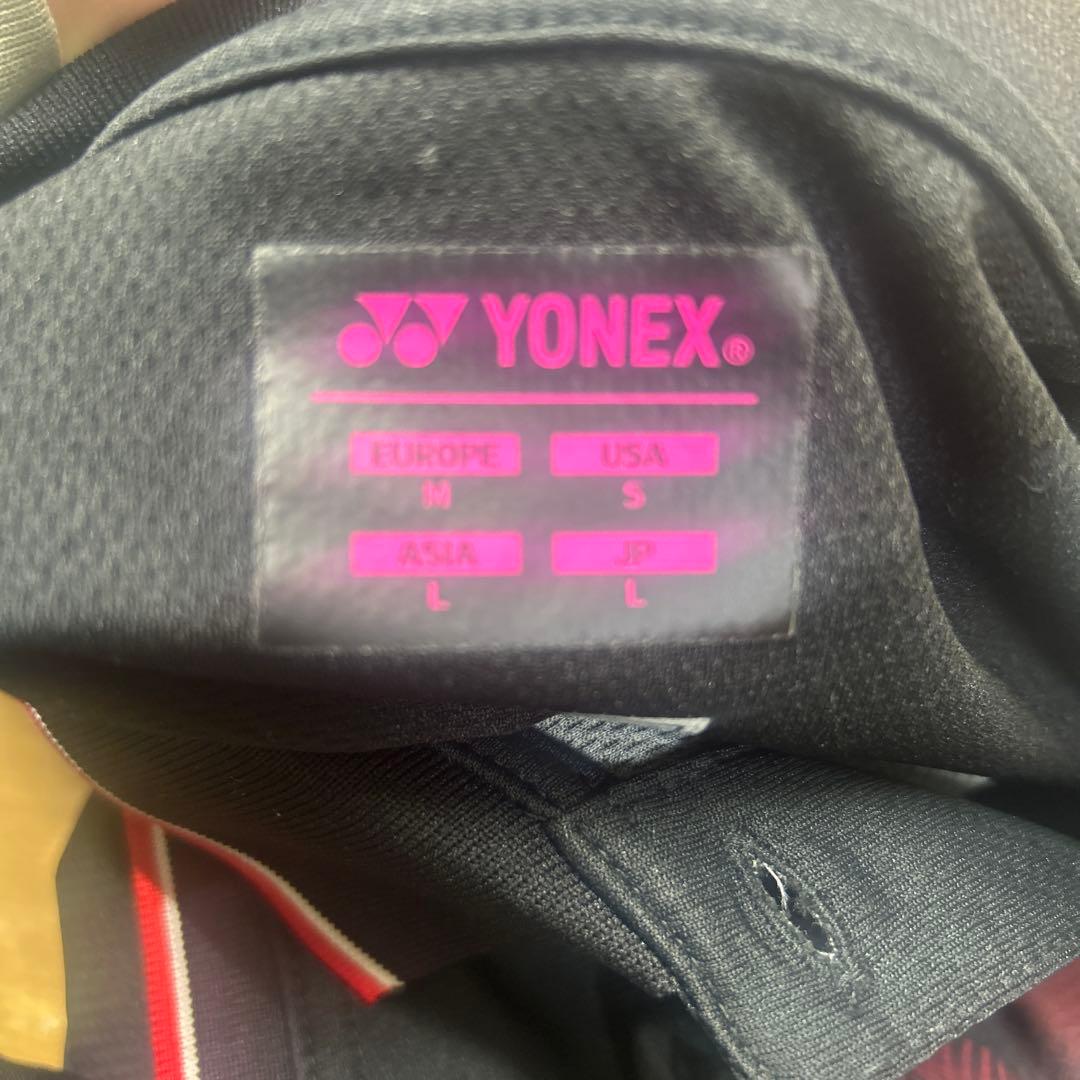 YONEX®
EUROPE USA
M S
ASIA JP
L L